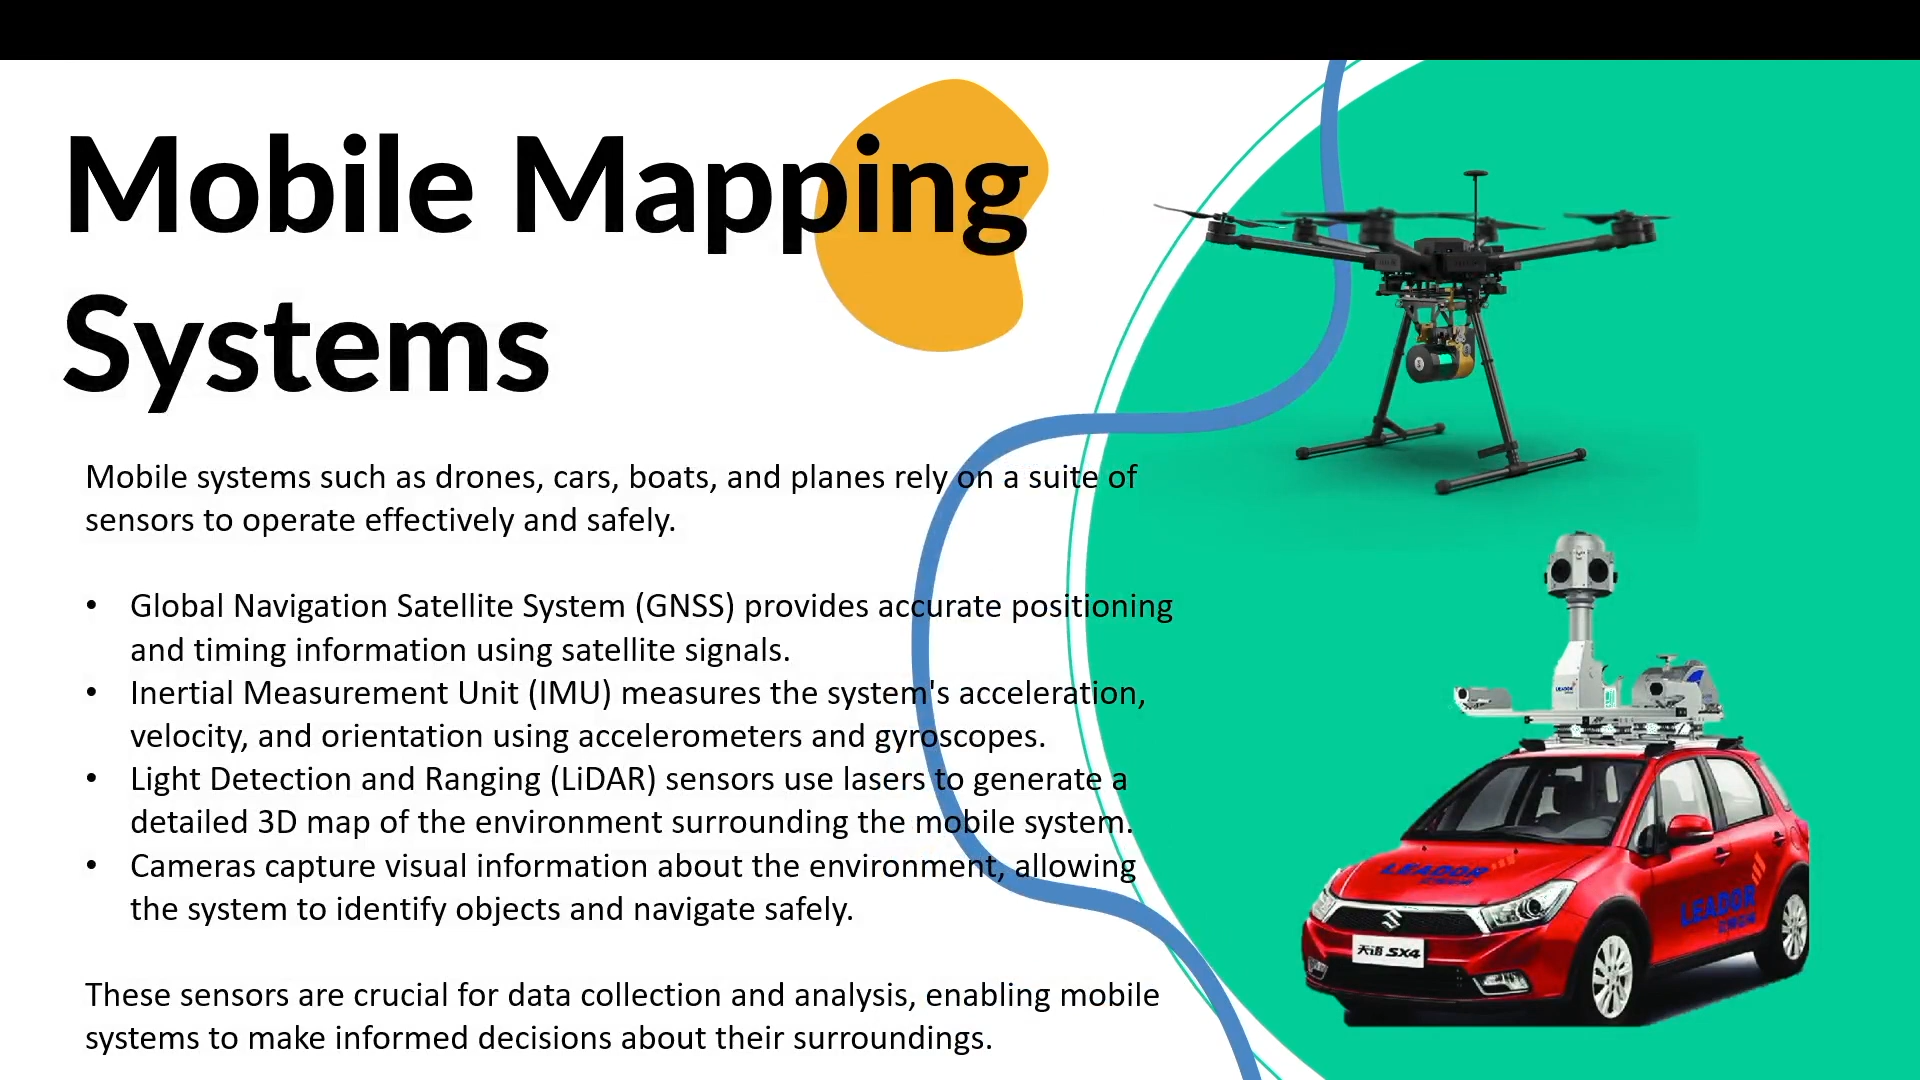 Mobile Mapping
Systems
Mobile systems such as drones, cars, boats, and planes rely on a suite of
sensors to operate effectively and safely.
• Global Navigation Satellite System (GNSS) provides accurate positioning
and timing information using satellite signals.
• Inertial Measurement Unit (IMU) measures the system's acceleration,
velocity, and orientation using accelerometers and gyroscopes.
• Light Detection and Ranging (LiDAR) sensors use lasers to generate a
detailed 3D map of the environment surrounding the mobile system.
• Cameras capture visual information about the environment, allowing
the system to identify objects and navigate safely.
These sensors are crucial for data collection and analysis, enabling mobile
systems to make informed decisions about their surroundings.
LEADOR
LEADOR
LEADOR
天语 SX4